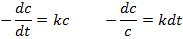 −dc/dt = kc    −dc/c = kdt